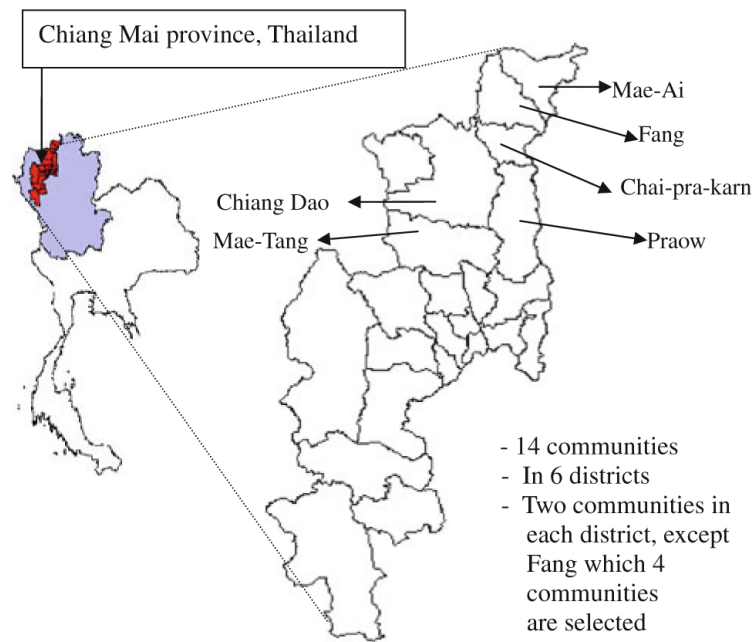 Chiang Mai province, Thailand
Mae-Ai
Fang
Chai-pra-karn
Chiang Dao
Mae-Tang
Praow
- 14 communities
- In 6 districts
- Two communities in
each district, except
Fang which 4
communities
are selected